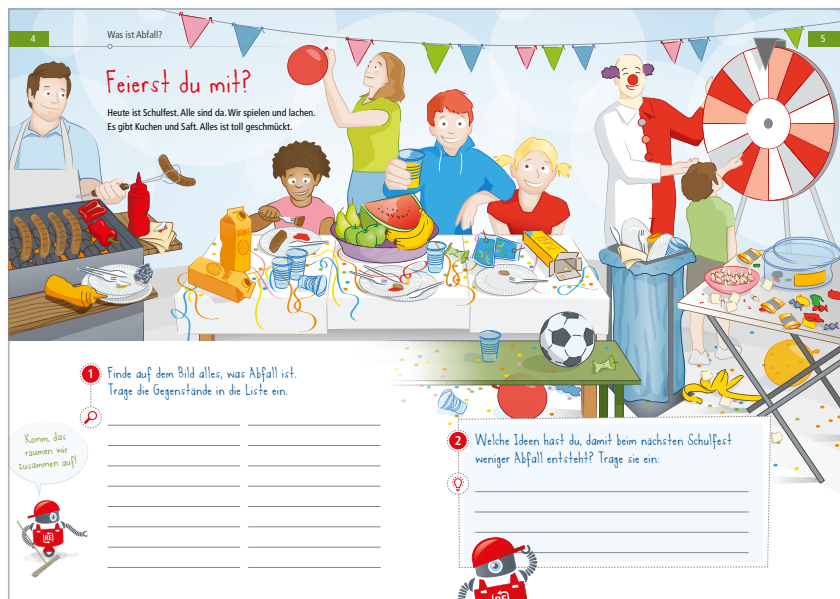 4
Was ist Abfall?
5
Feierst du mit?
Heute ist Schulfest. Alle sind da. Wir spielen und lachen.
Es gibt Kuchen und Saft. Alles ist toll geschmückt.
1
Finde auf dem Bild alles, was Abfall ist.
Trage die Gegenstände in die Liste ein.
Komm, das
räumen wir
zusammen auf!
2
Welche Ideen hast du, damit beim nächsten Schulfest
weniger Abfall entsteht? Trage sie ein: